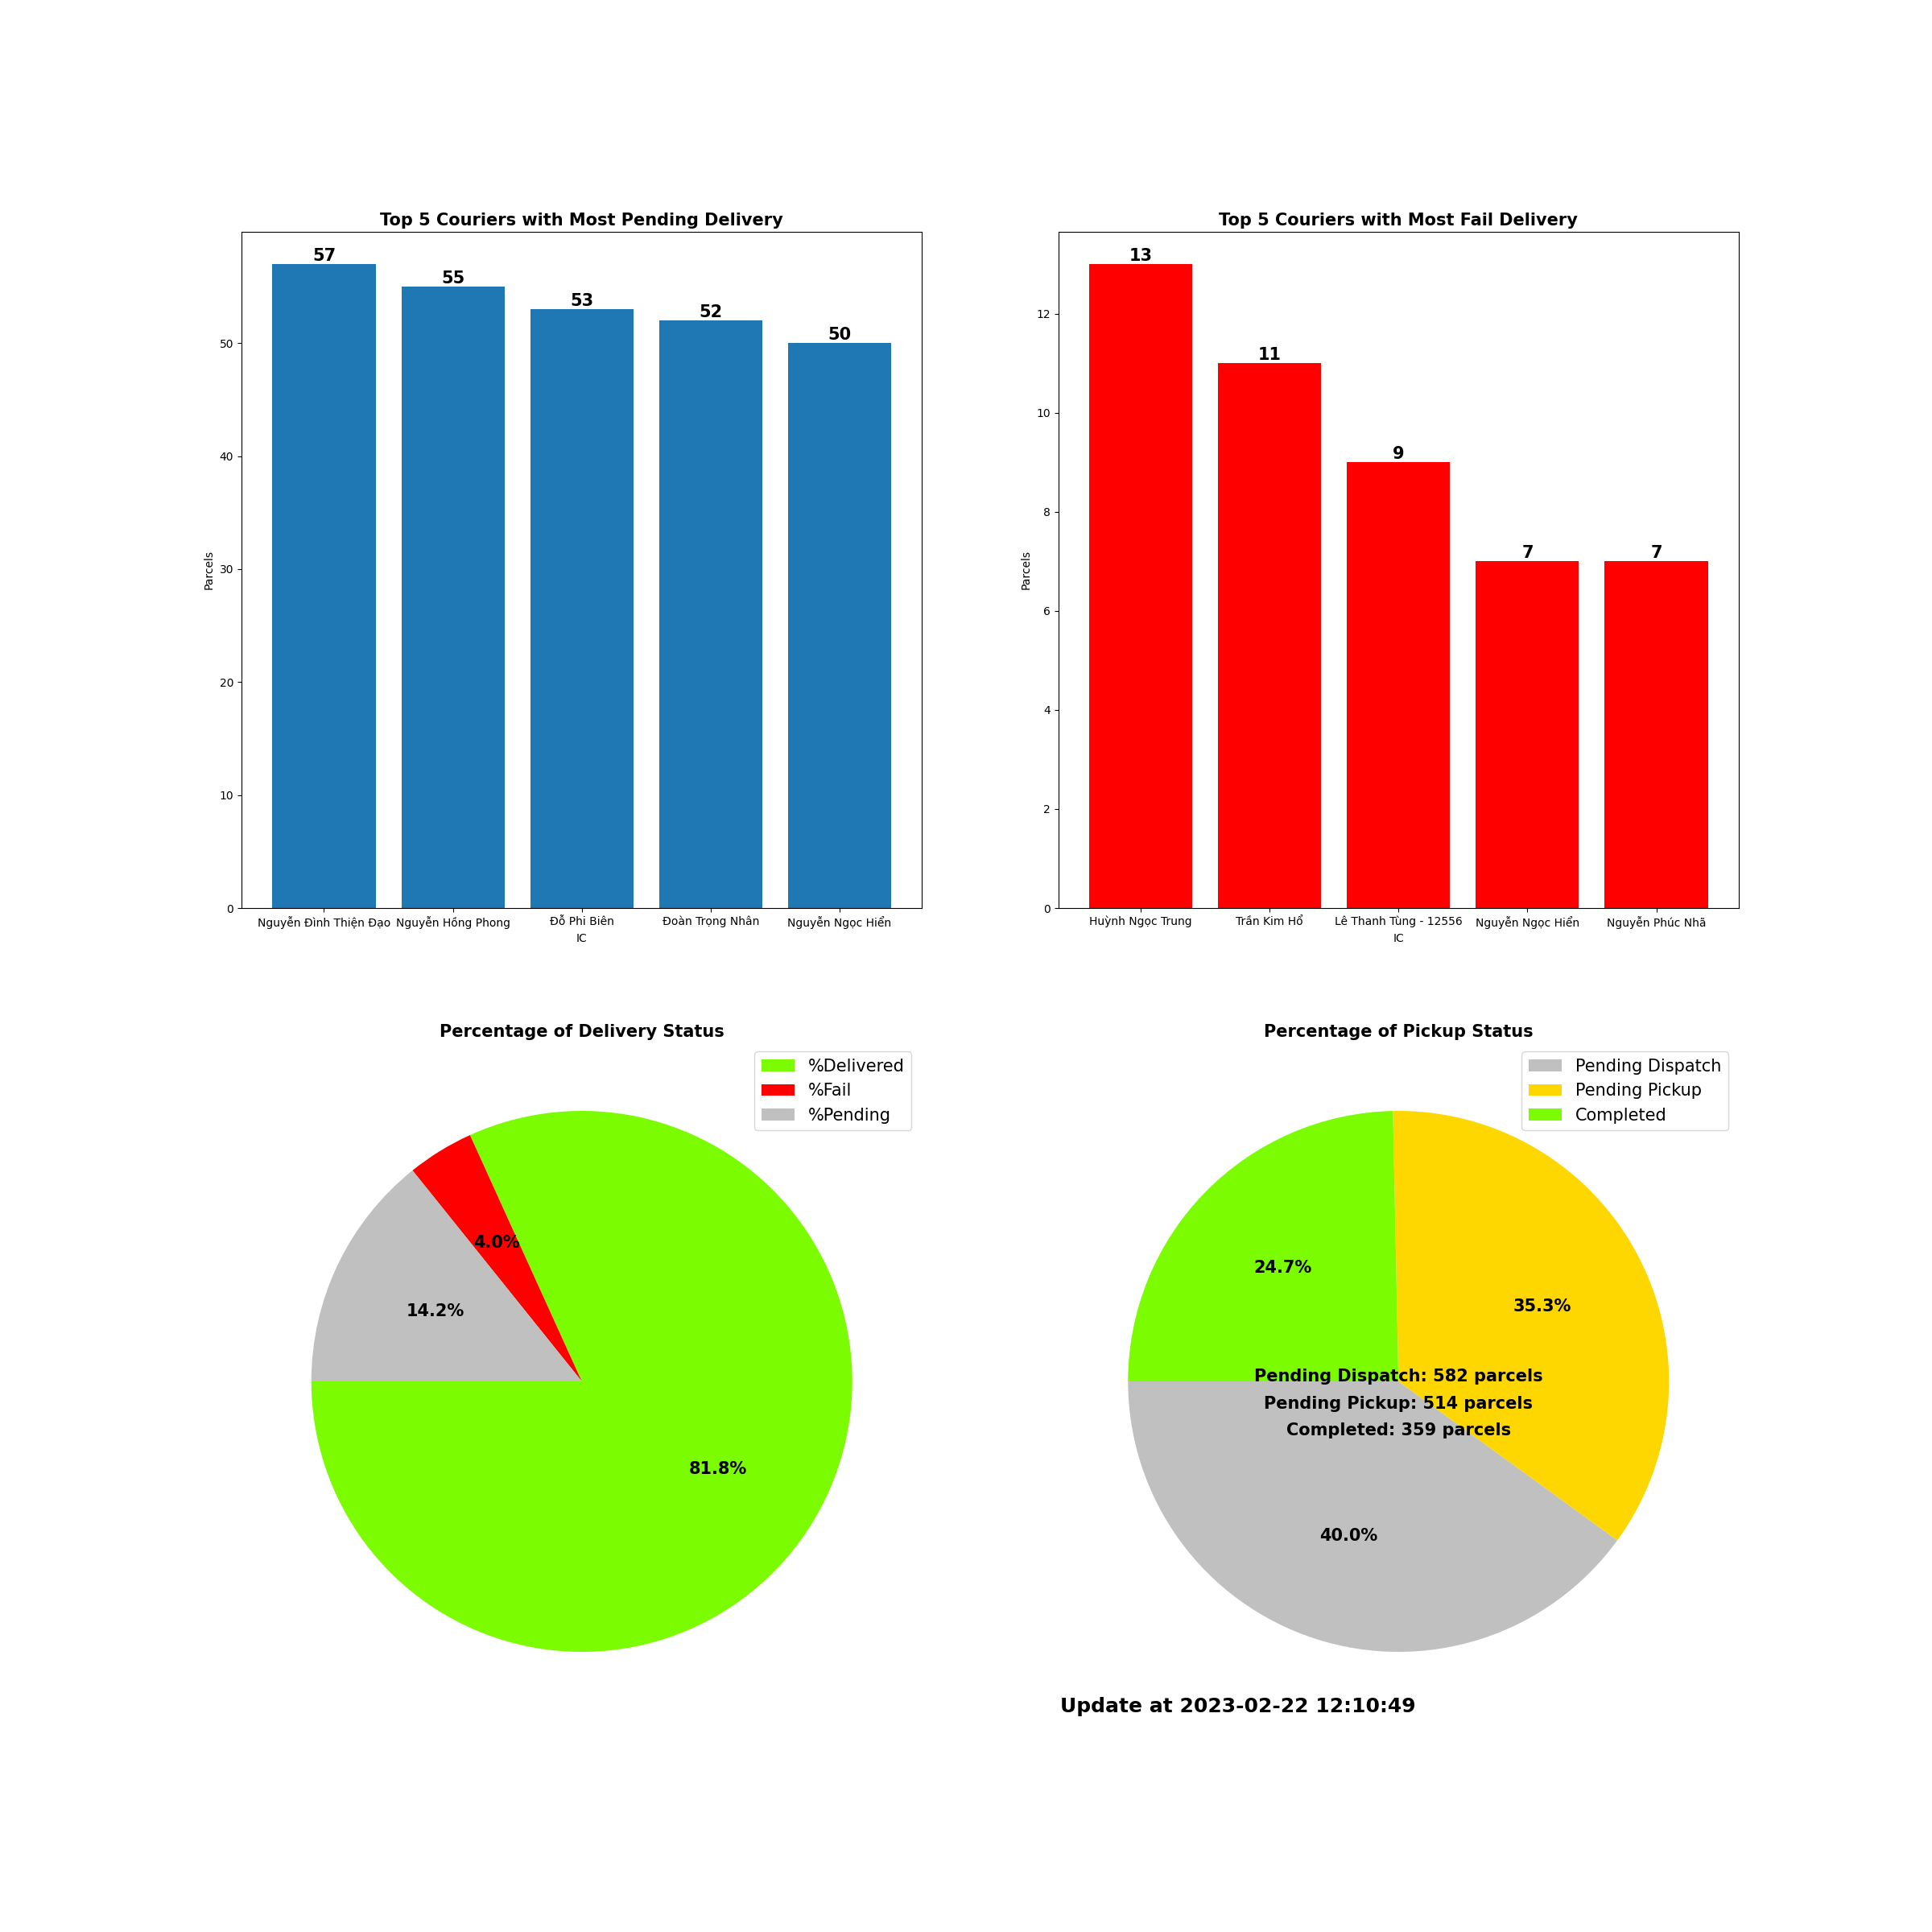 Top 5 Couriers with Most Pending Delivery
57
55
53
52
50
50
40
30
20
10
0
Parcels
Nguyễn Đình Thiện Đạo
Nguyễn Hồng Phong
Đỗ Phi Biên
Đoàn Trọng Nhân
Nguyễn Ngọc Hiển
IC
Top 5 Couriers with Most Fail Delivery
13
11
9
7
7
12
10
8
6
4
2
0
Parcels
Huỳnh Ngọc Trung
Trần Kim Hổ
Lê Thanh Tùng - 12556
Nguyễn Ngọc Hiển
Nguyễn Phúc Nhã
IC
Percentage of Delivery Status
%Delivered
%Fail
%Pending
4.0%
14.2%
81.8%
Percentage of Pickup Status
Pending Dispatch
Pending Pickup
Completed
24.7%
35.3%
Pending Dispatch: 582 parcels
Pending Pickup: 514 parcels
Completed: 359 parcels
40.0%
Update at 2023-02-22 12:10:49